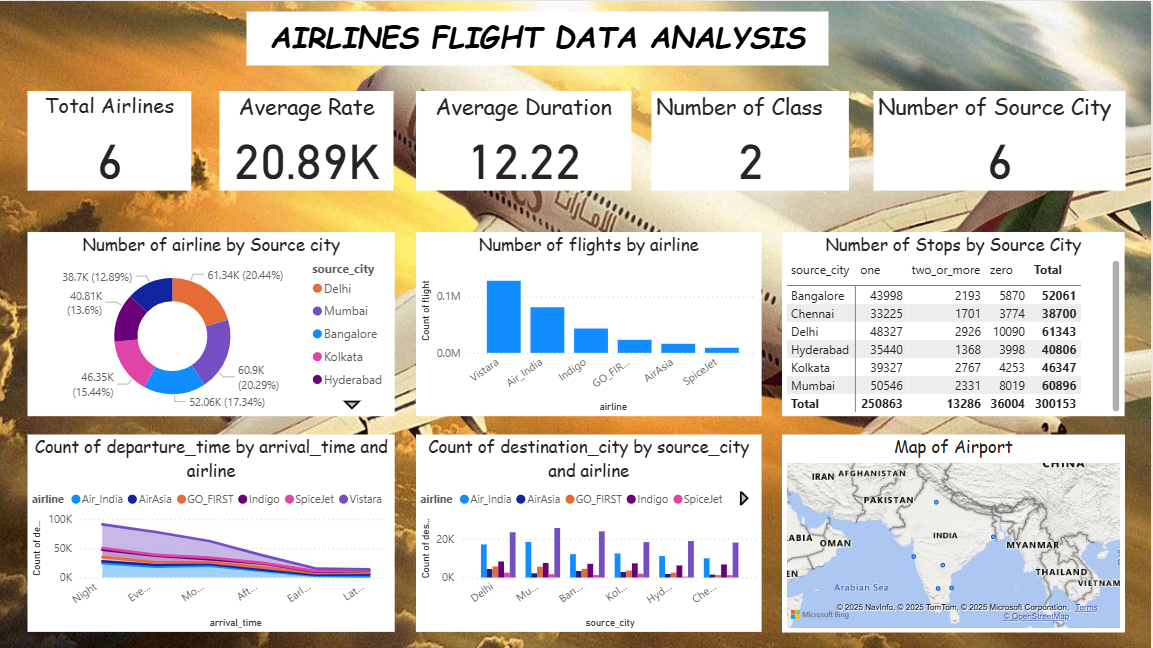 AIRLINES FLIGHT DATA ANALYSIS
Total Airlines
6
Average Rate
20.89K
Average Duration
12.22
Number of Class
2
Number of Source City
6
Number of airline by Source city
38.7K (12.89%)
61.34K (20.44%)
40.81K
(13.6%)
46.35K
(15.44%)
60.9K
(20.29%)
52.06K (17.34%)
source_city
Delhi
Mumbai
Bangalore
Kolkata
Hyderabad
Number of flights by airline
Count of flight
0.1M
0.0M
Vistara
Air_India
Indigo
GO_FIR...
AirAsia
SpiceJet
airline
Number of Stops by Source City
source_city one two_or_more zero Total
Bangalore 43998 2193 5870 52061
Chennai 33225 1701 3774 38700
Delhi 48327 2926 10090 61343
Hyderabad 35440 1368 3998 40806
Kolkata 39327 2767 4253 46347
Mumbai 50546 2331 8019 60896
Total 250863 13286 36004 300153
Count of departure_time by arrival_time and
airline
airline Air_India AirAsia GO_FIRST Indigo SpiceJet Vistara
Count of de...
100K
50K
0K
Night
Eve...
Mo...
Aft...
Earl...
Lat...
arrival_time
Count of destination_city by source_city
and airline
airline Air_India AirAsia GO_FIRST Indigo SpiceJet
Count of des...
20K
0K
Delhi
Mu...
Ban...
Kol...
Hyd...
Che...
source_city
Map of Airport
CHINA
IRAN
AFGHANISTAN
PAKISTAN
ABIA
OMAN
INDIA
MYANMAR
EN
THAILAND
VIETNAM
Arabian Sea
© 2025 NavInfo, © 2025 TomTom, © 2025 Microsoft Corporation, Terms
Microsoft Bing
© OpenStreetMap